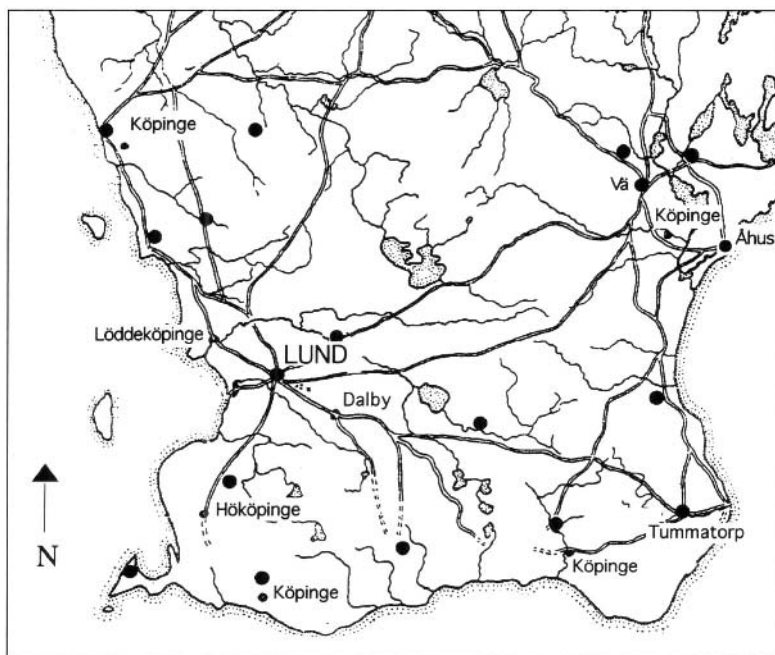 Köpinge
Vä
Köpinge
Åhus
Löddeköpinge
LUND
Dalby
N
Hököpinge
Tummatorp
Köpinge
Köpinge